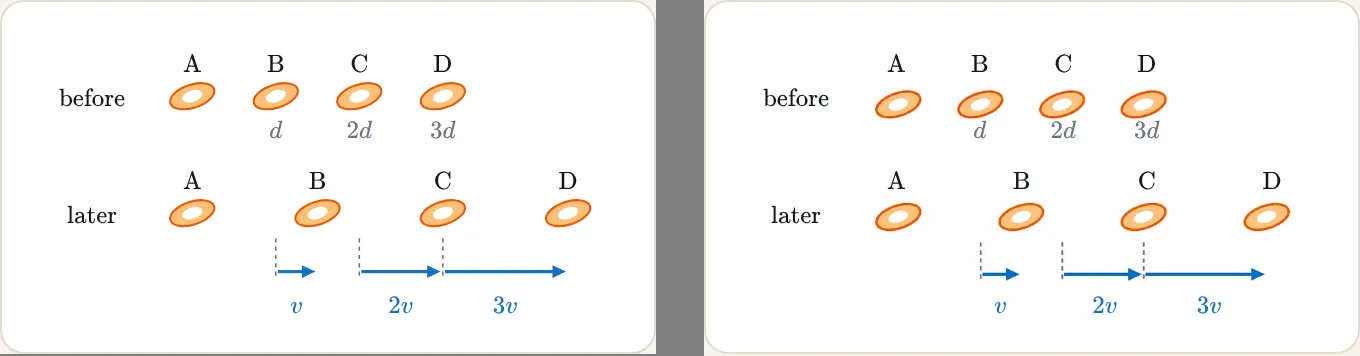 A B C D
before
d 2d 3d
A B C D
later
v 2v 3v
A B C D
before
d 2d 3d
A B C D
later
v 2v 3v